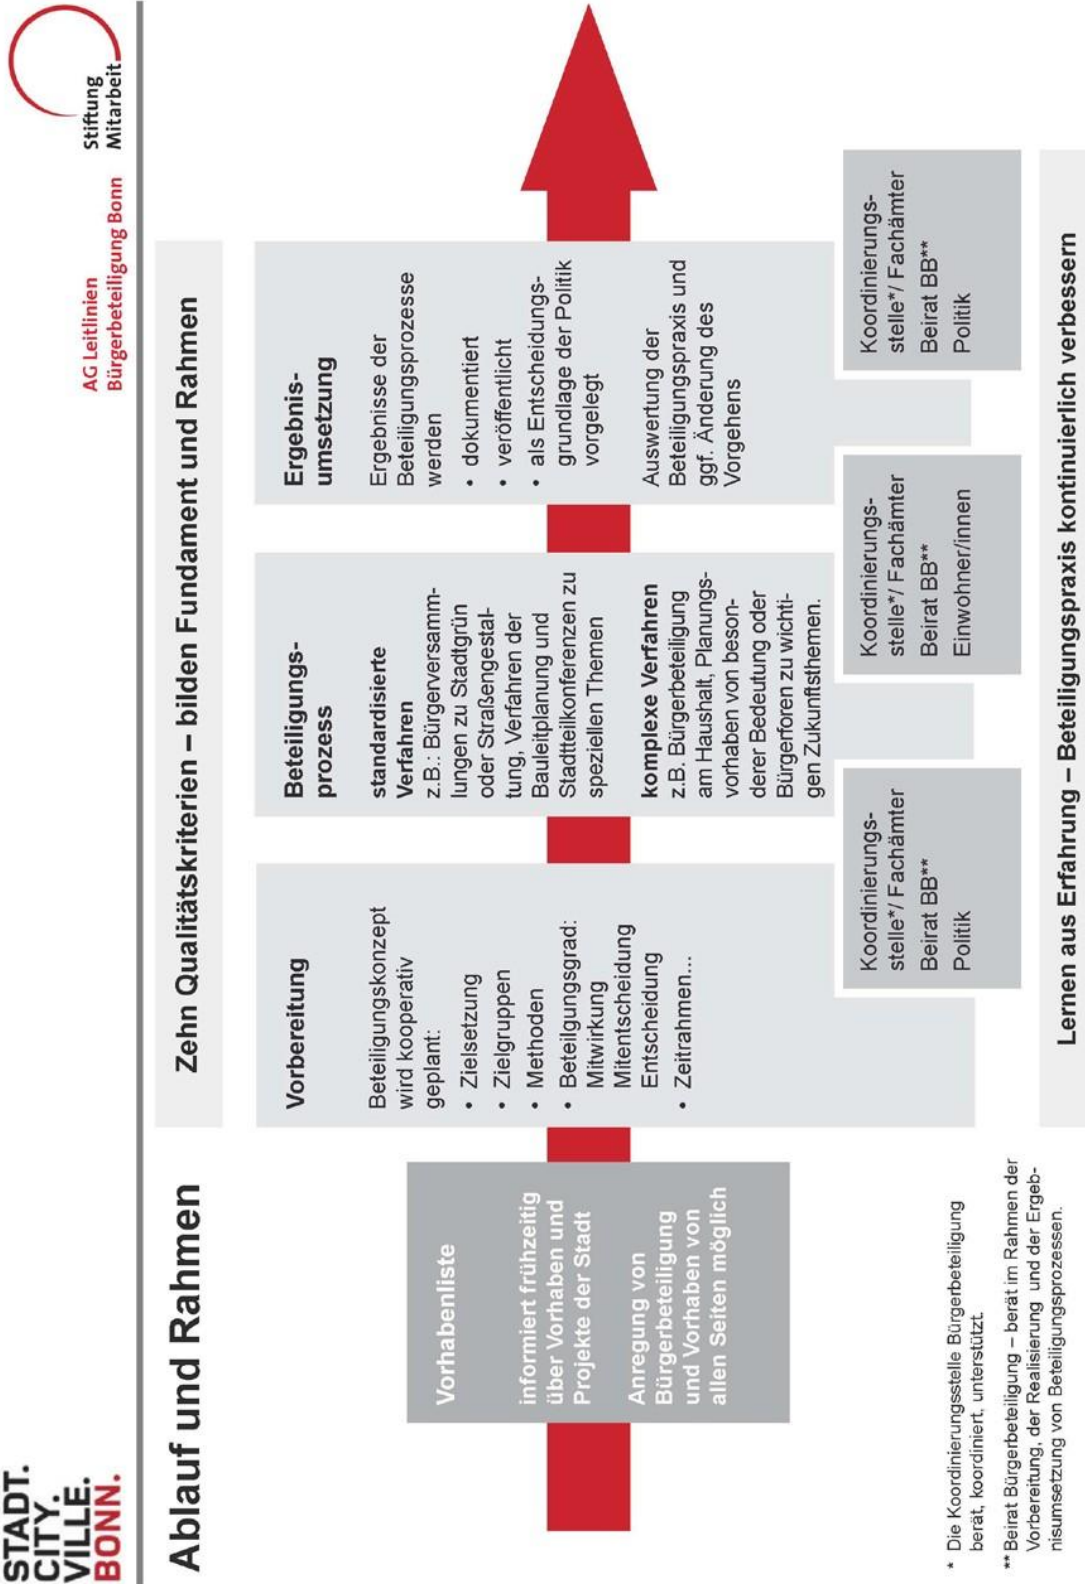 STADT.
CITY.
VILLE.
BONN.
AG Leitlinien
Bürgerbeteiligung Bonn
Stiftung
Mitarbeit
Ablauf und Rahmen
Zehn Qualitätskriterien – bilden Fundament und Rahmen
Vorhabenliste
informiert frühzeitig
über Vorhaben und
Projekte der Stadt
Anregung von
Bürgerbeteiligung
und Vorhaben von
allen Seiten möglich
Vorbereitung
Beteiligungskonzept
wird kooperativ
geplant:
• Zielsetzung
• Zielgruppen
• Methoden
• Beteilgungsgrad:
Mitwirkung
Mitentscheidung
Entscheidung
• Zeitrahmen...
Koordinierungs-
stelle*/ Fachämter
Beirat BB**
Politik
Beteiligungs-
prozess
standardisierte
Verfahren
z.B.: Bürgerversamm-
lungen zu Stadtgrün
oder Straßengestal-
tung, Verfahren der
Bauleitplanung und
Stadtteilkonferenzen zu
speziellen Themen
komplexe Verfahren
z.B. Bürgerbeteiligung
am Haushalt, Planungs-
vorhaben von beson-
derer Bedeutung oder
Bürgerforen zu wichti-
gen Zukunftsthemen.
Koordinierungs-
stelle*/ Fachämter
Beirat BB**
Einwohner/innen
Ergebnis-
umsetzung
Ergebnisse der
Beteiligungsprozesse
werden
• dokumentiert
• veröffentlicht
• als Entscheidungs-
grundlage der Politik
vorgelegt
Auswertung der
Beteiligungspraxis und
ggf. Änderung des
Vorgehens
Koordinierungs-
stelle*/ Fachämter
Beirat BB**
Politik
Lernen aus Erfahrung – Beteiligungspraxis kontinuierlich verbessern
* Die Koordinierungsstelle Bürgerbeteiligung
berät, koordiniert, unterstützt.
** Beirat Bürgerbeteiligung – berät im Rahmen der
Vorbereitung, der Realisierung und der Ergeb-
nisumsetzung von Beteiligungsprozessen.